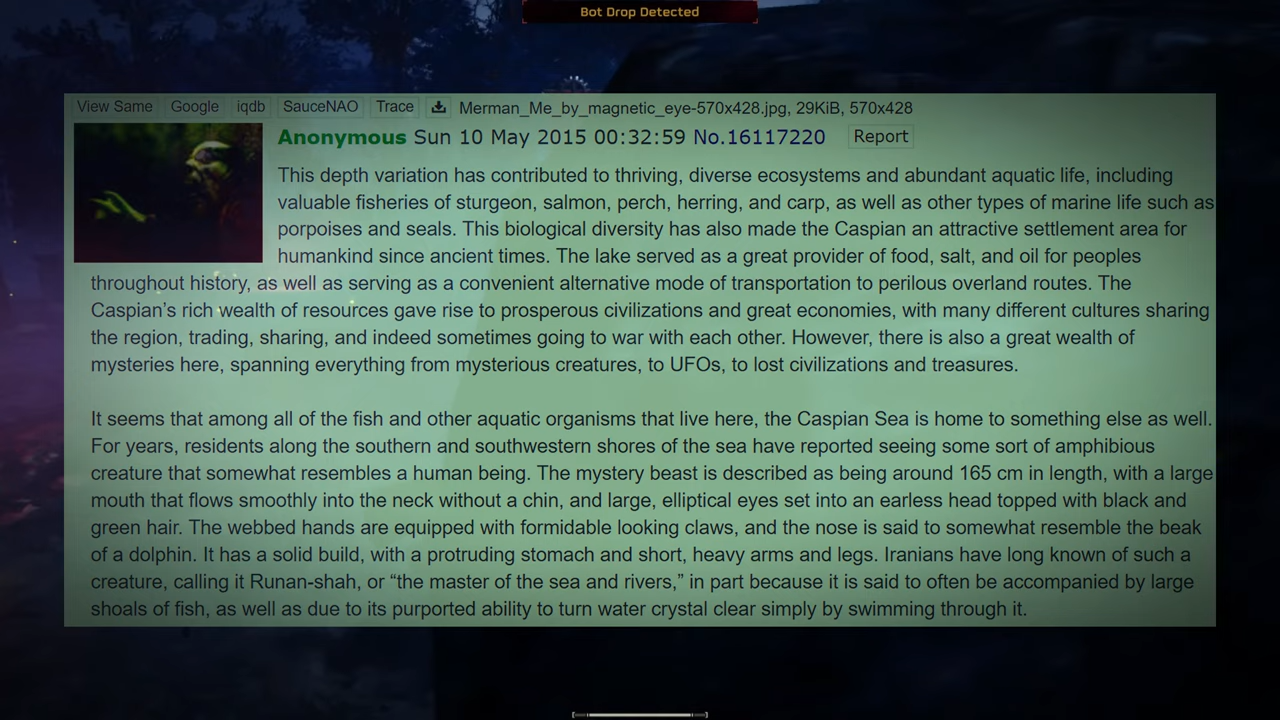 Bot Drop Detected
View Same Google iqdb SauceNAO Trace Merman_Me_by_magnetic_eye-570x428.jpg, 29KiB, 570x428
Anonymous Sun 10 May 2015 00:32:59 No.16117220 Report
This depth variation has contributed to thriving, diverse ecosystems and abundant aquatic life, including
valuable fisheries of sturgeon, salmon, perch, herring, and carp, as well as other types of marine life such as
porpoises and seals. This biological diversity has also made the Caspian an attractive settlement area for
humankind since ancient times. The lake served as a great provider of food, salt, and oil for peoples
throughout history, as well as serving as a convenient alternative mode of transportation to perilous overland routes. The
Caspian’s rich wealth of resources gave rise to prosperous civilizations and great economies, with many different cultures sharing
the region, trading, sharing, and indeed sometimes going to war with each other. However, there is also a great wealth of
mysteries here, spanning everything from mysterious creatures, to UFOs, to lost civilizations and treasures.
It seems that among all of the fish and other aquatic organisms that live here, the Caspian Sea is home to something else as well.
For years, residents along the southern and southwestern shores of the sea have reported seeing some sort of amphibious
creature that somewhat resembles a human being. The mystery beast is described as being around 165 cm in length, with a large
mouth that flows smoothly into the neck without a chin, and large, elliptical eyes set into an earless head topped with black and
green hair. The webbed hands are equipped with formidable looking claws, and the nose is said to somewhat resemble the beak
of a dolphin. It has a solid build, with a protruding stomach and short, heavy arms and legs. Iranians have long known of such a
creature, calling it Runan-shah, or “the master of the sea and rivers,” in part because it is said to often be accompanied by large
shoals of fish, as well as due to its purported ability to turn water crystal clear simply by swimming through it.